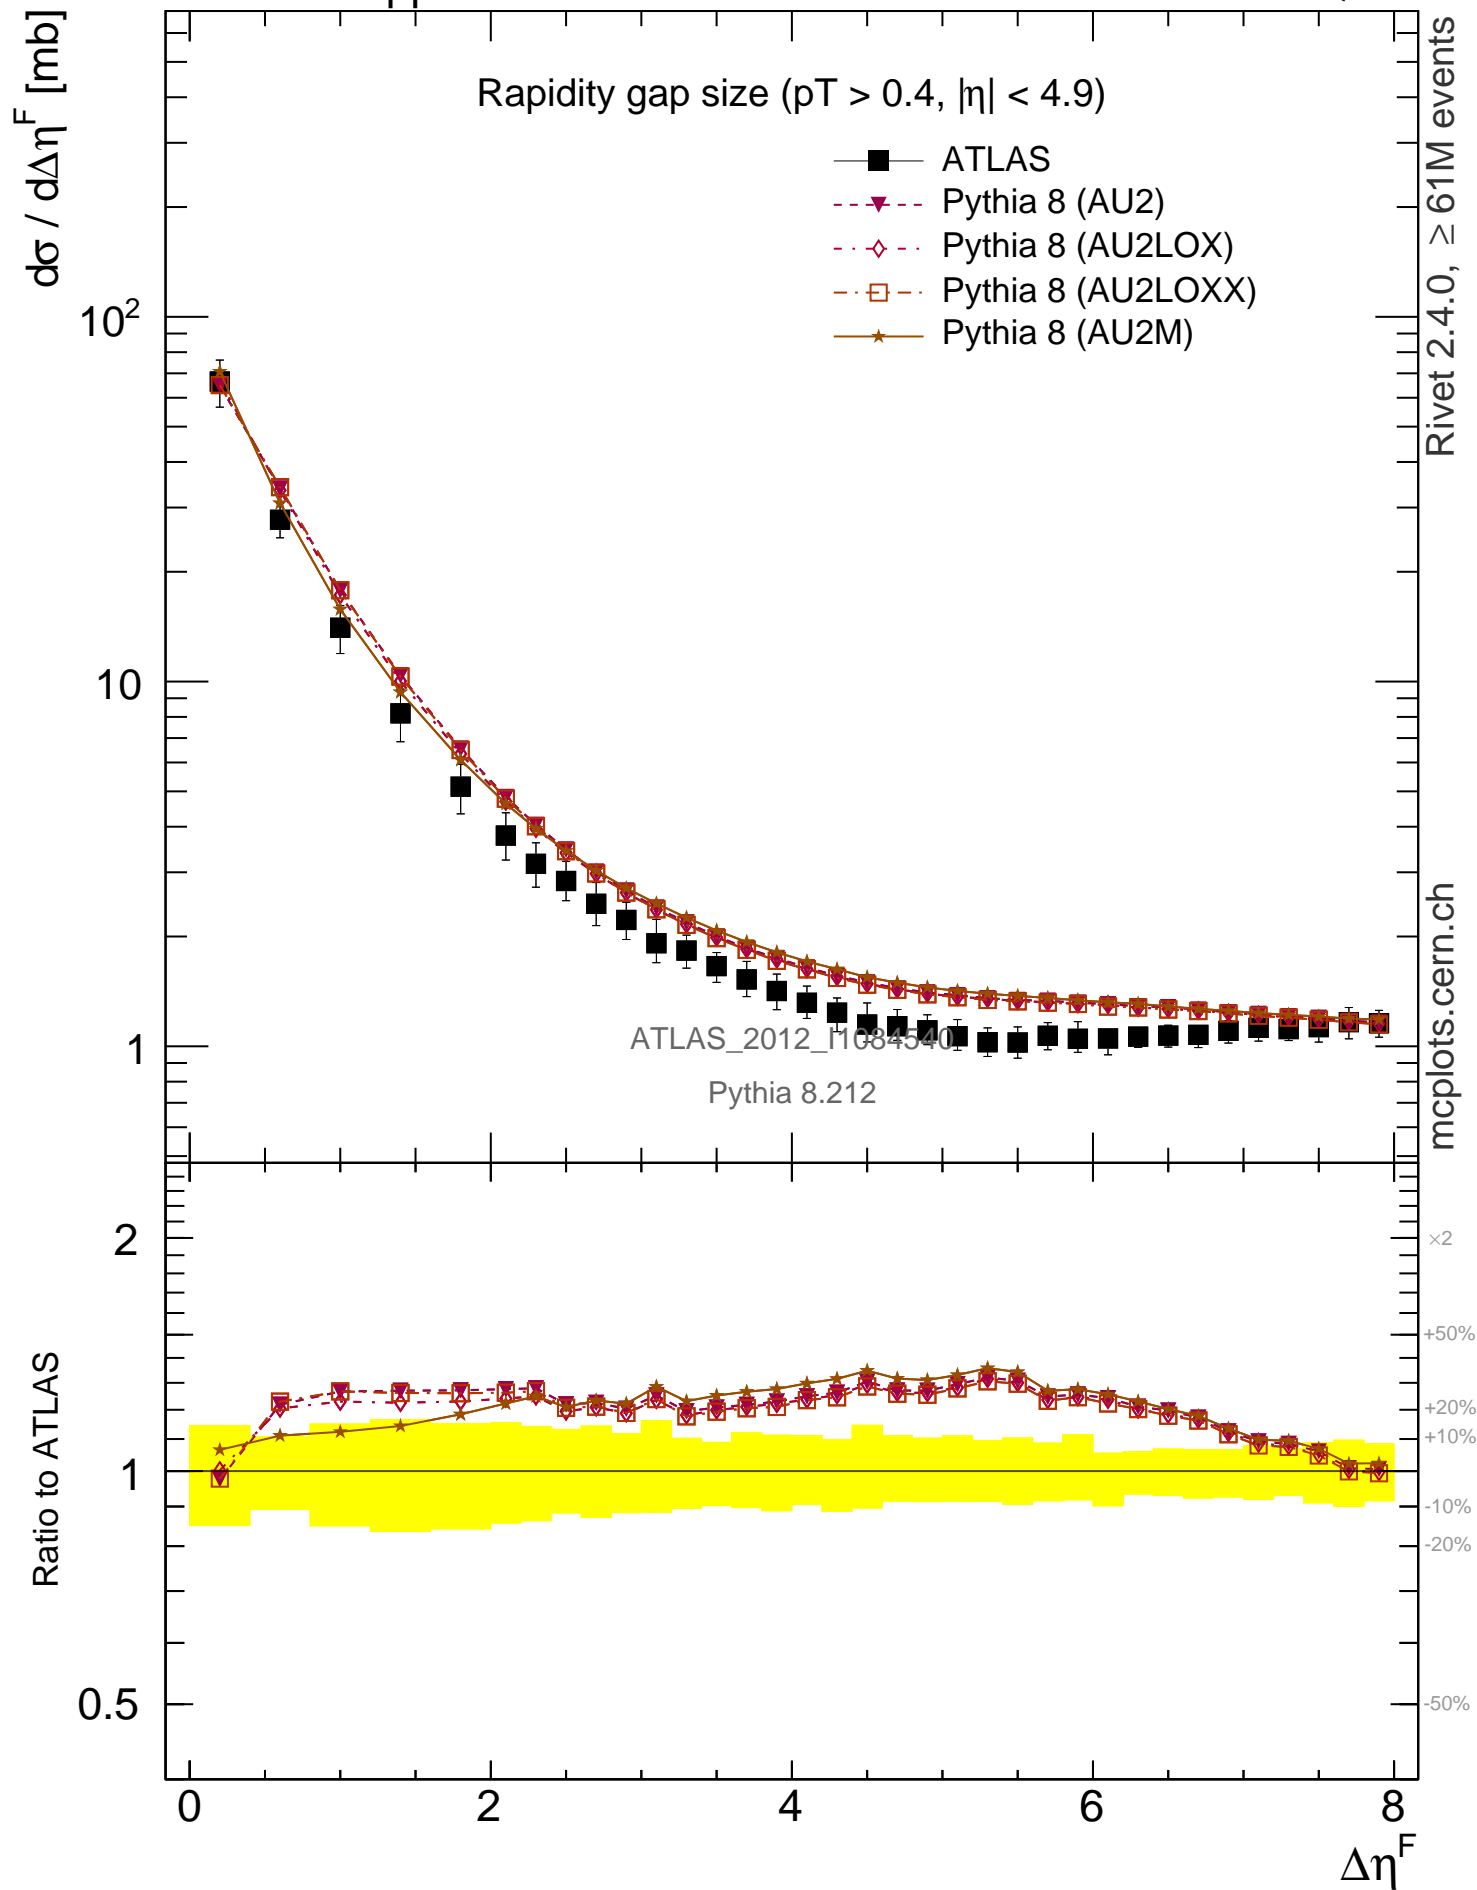 dσ / dΔη^F [mb]
Rapidity gap size (pT > 0.4, |η| < 4.9)
ATLAS
Pythia 8 (AU2)
Pythia 8 (AU2LOX)
Pythia 8 (AU2LOXX)
Pythia 8 (AU2M)
10²
10
1
ATLAS_2012_I1084540
Pythia 8.212
Rivet 2.4.0, ≥ 61M events
mcplots.cern.ch
Ratio to ATLAS
2
1
0.5
×2
+50%
+20%
+10%
-10%
-20%
-50%
0
2
4
6
8
Δη^F